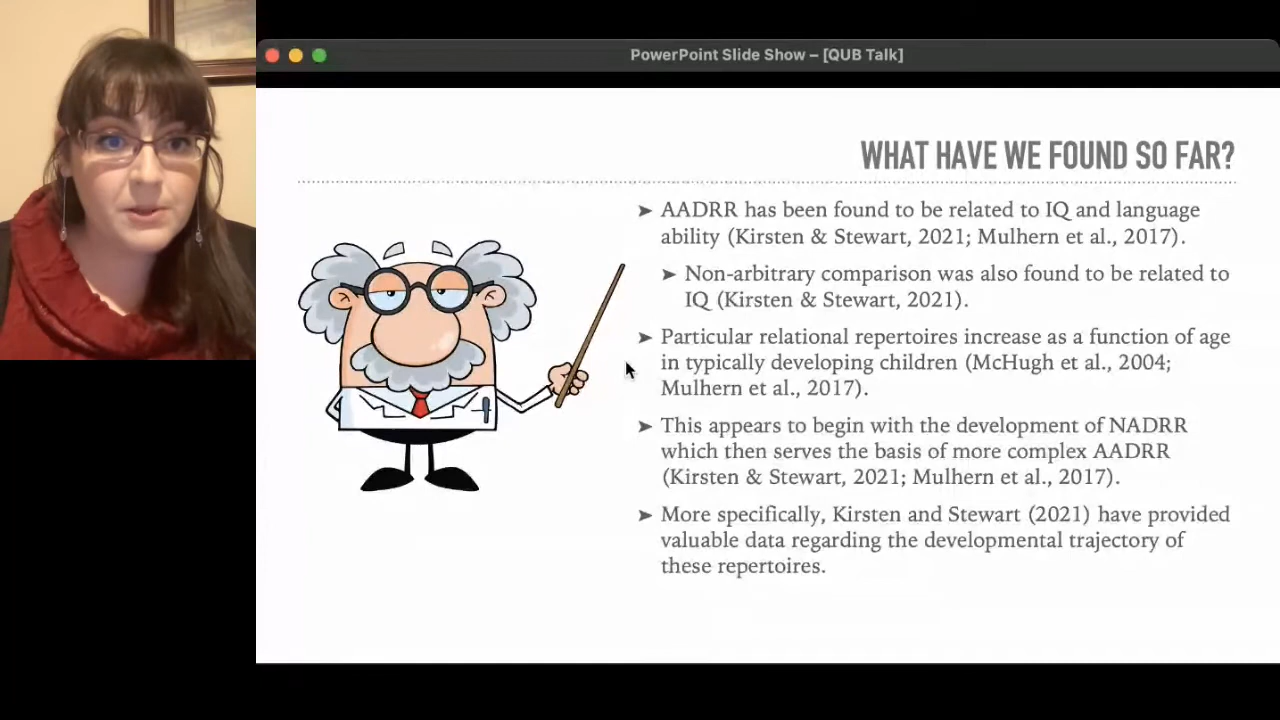 PowerPoint Slide Show – [QUB Talk]
WHAT HAVE WE FOUND SO FAR?
➤ AADRR has been found to be related to IQ and language
ability (Kirsten & Stewart, 2021; Mulhern et al., 2017).
➤ Non-arbitrary comparison was also found to be related to
IQ (Kirsten & Stewart, 2021).
➤ Particular relational repertoires increase as a function of age
in typically developing children (McHugh et al., 2004;
Mulhern et al., 2017).
➤ This appears to begin with the development of NADRR
which then serves the basis of more complex AADRR
(Kirsten & Stewart, 2021; Mulhern et al., 2017).
➤ More specifically, Kirsten and Stewart (2021) have provided
valuable data regarding the developmental trajectory of
these repertoires.